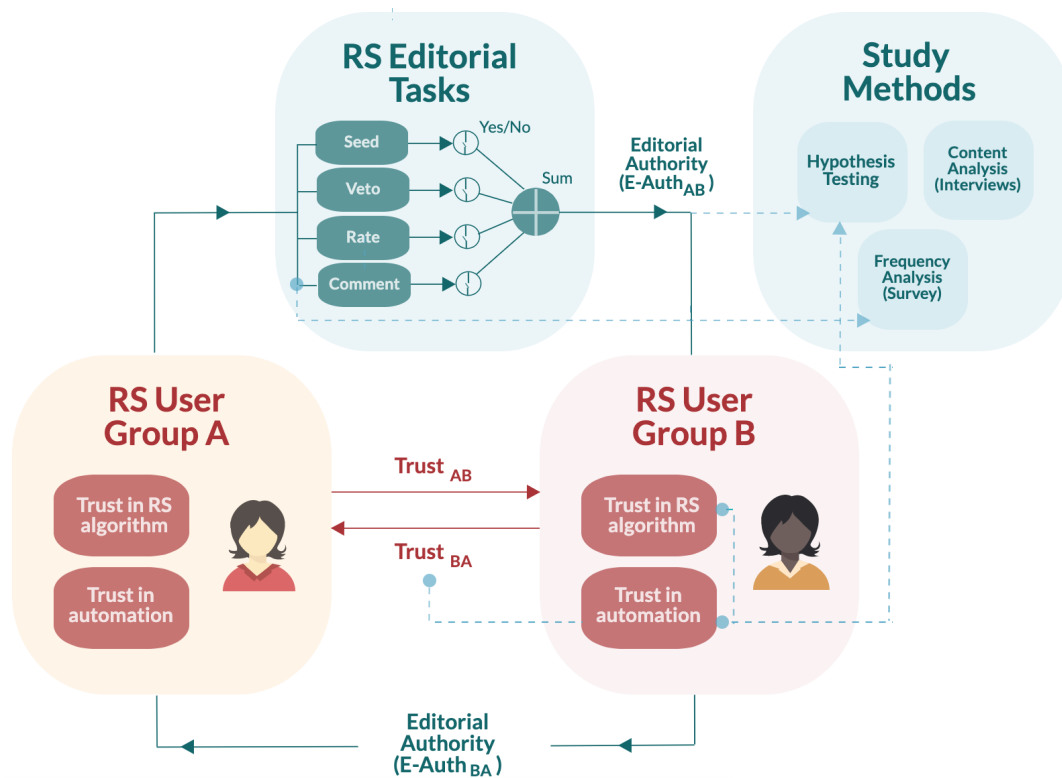 RS Editorial
Tasks
Seed
Veto
Rate
Comment
Yes/No
Sum
Editorial
Authority
(E-Auth AB)
Study
Methods
Hypothesis
Testing
Content
Analysis
(Interviews)
Frequency
Analysis
(Survey)
RS User
Group A
Trust in RS
algorithm
Trust in
automation
Trust AB
Trust BA
RS User
Group B
Trust in RS
algorithm
Trust in
automation
Editorial
Authority
(E-Auth BA)